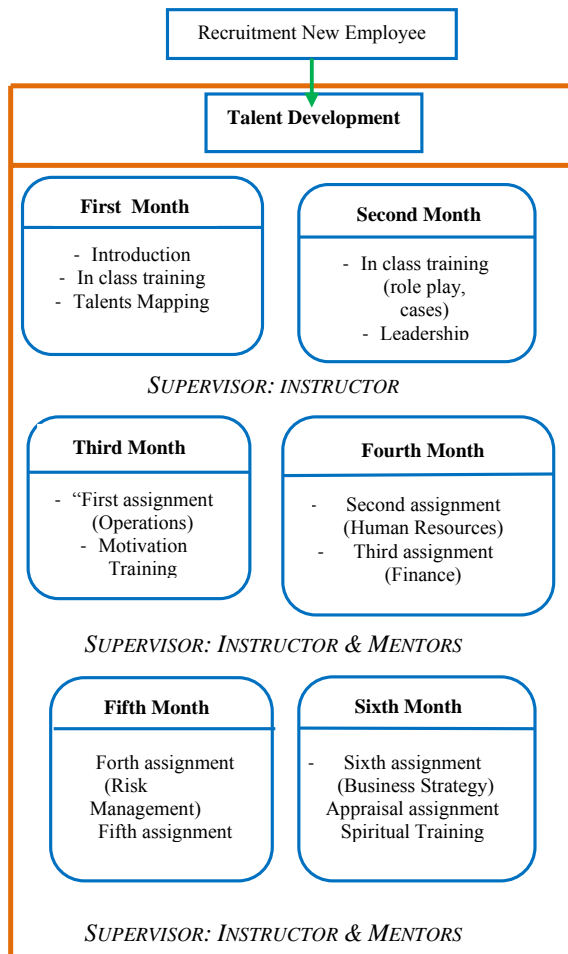 Recruitment New Employee
Talent Development
First Month
- Introduction
- In class training
- Talents Mapping
Second Month
- In class training
(role play,
cases)
- Leadership
SUPERVISOR: INSTRUCTOR
Third Month
- “First assignment
(Operations)
- Motivation
Training
Fourth Month
- Second assignment
(Human Resources)
- Third assignment
(Finance)
SUPERVISOR: INSTRUCTOR & MENTORS
Fifth Month
Forth assignment
(Risk
Management)
Fifth assignment
Sixth Month
- Sixth assignment
(Business Strategy)
Appraisal assignment
Spiritual Training
SUPERVISOR: INSTRUCTOR & MENTORS